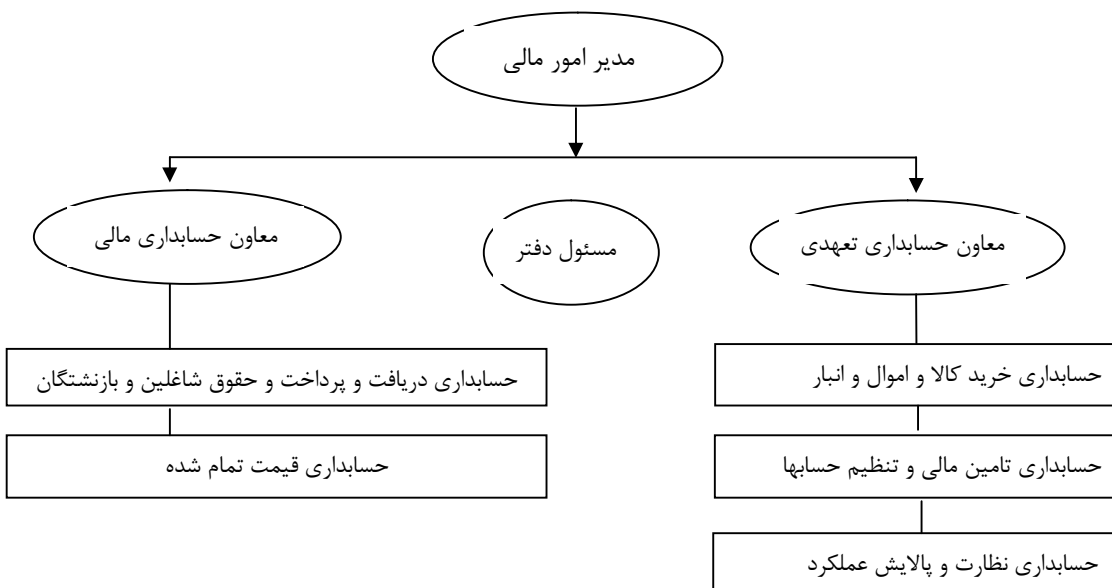 مدیر امور مالی
معاون حسابداری تعهدی
مسئول دفتر
معاون حسابداری مالی
حسابداری خرید کالا و اموال و انبار
حسابداری تامین مالی و تنظیم حسابها
حسابداری نظارت و پالایش عملکرد
حسابداری دریافت و پرداخت و حقوق شاغلین و بازنشتگان
حسابداری قیمت تمام شده